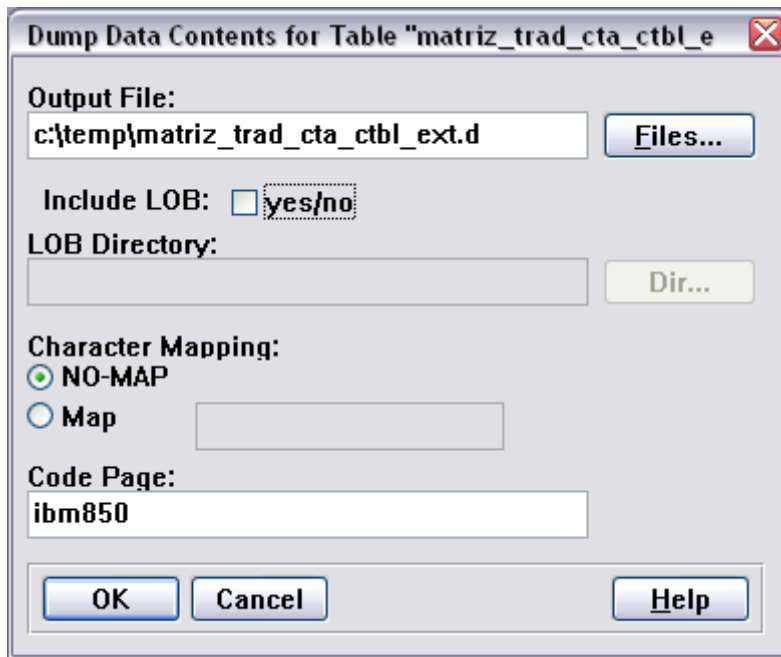 Dump Data Contents for Table "matriz_trad_cta_ctbl_e
Output File:
c:\temp\matriz_trad_cta_ctbl_ext.d
Files...
Include LOB: yes/no
LOB Directory:
Dir...
Character Mapping:
NO-MAP
Map
Code Page:
ibm850
OK Cancel Help